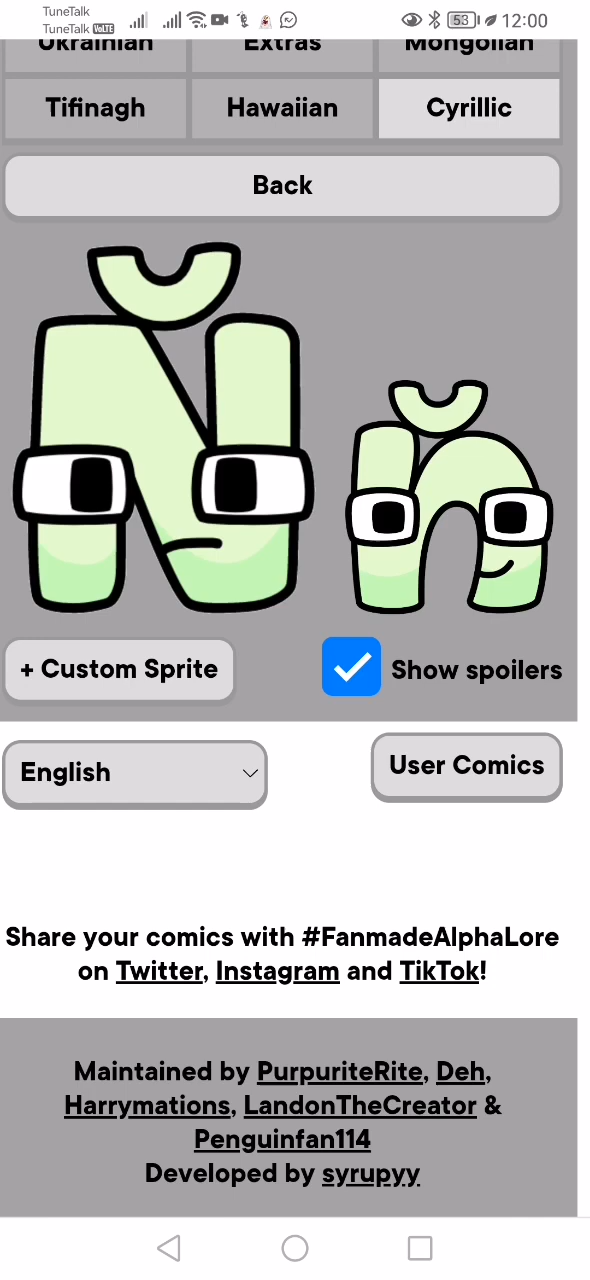 TuneTalk
TuneTalk VoLTE
53 12:00
Ukrainian Extras Mongolian
Tifinagh Hawaiian Cyrillic
Back
N̆ n̆
+ Custom Sprite Show spoilers
English User Comics
Share your comics with #FanmadeAlphaLore
on Twitter, Instagram and TikTok!
Maintained by PurpuriteRite, Deh,
Harrymations, LandonTheCreator &
Penguinfan114
Developed by syrupyy